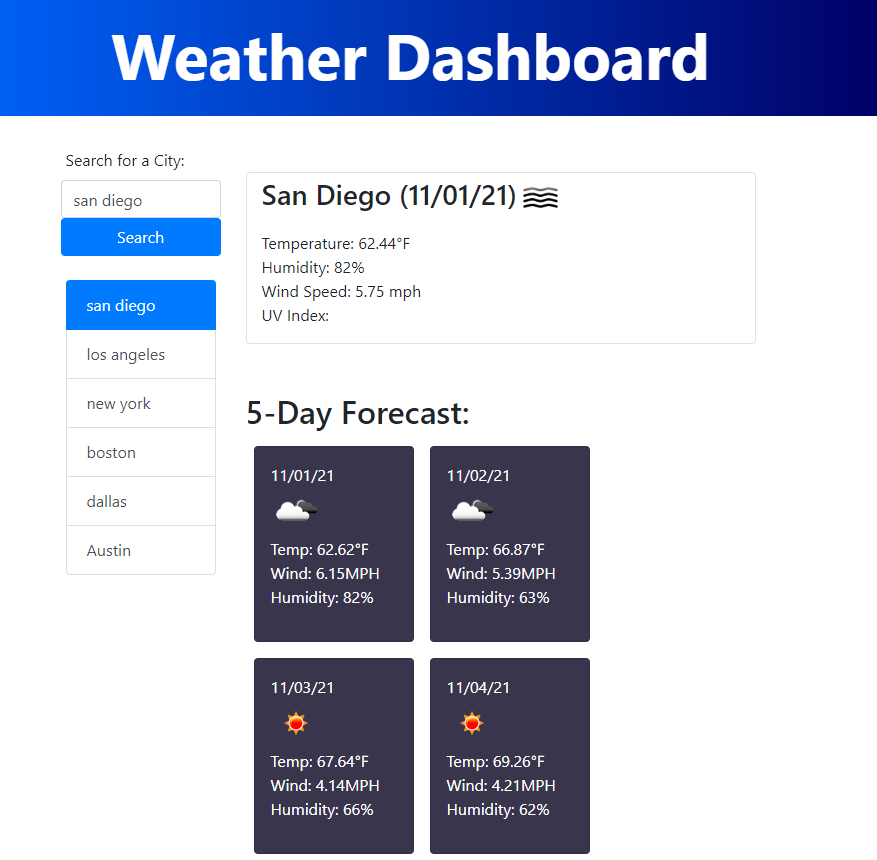 Weather Dashboard
Search for a City:
san diego
Search
san diego
los angeles
new york
boston
dallas
Austin
San Diego (11/01/21)
Temperature: 62.44°F
Humidity: 82%
Wind Speed: 5.75 mph
UV Index:
5-Day Forecast:
11/01/21
Temp: 62.62°F
Wind: 6.15MPH
Humidity: 82%
11/02/21
Temp: 66.87°F
Wind: 5.39MPH
Humidity: 63%
11/03/21
Temp: 67.64°F
Wind: 4.14MPH
Humidity: 66%
11/04/21
Temp: 69.26°F
Wind: 4.21MPH
Humidity: 62%